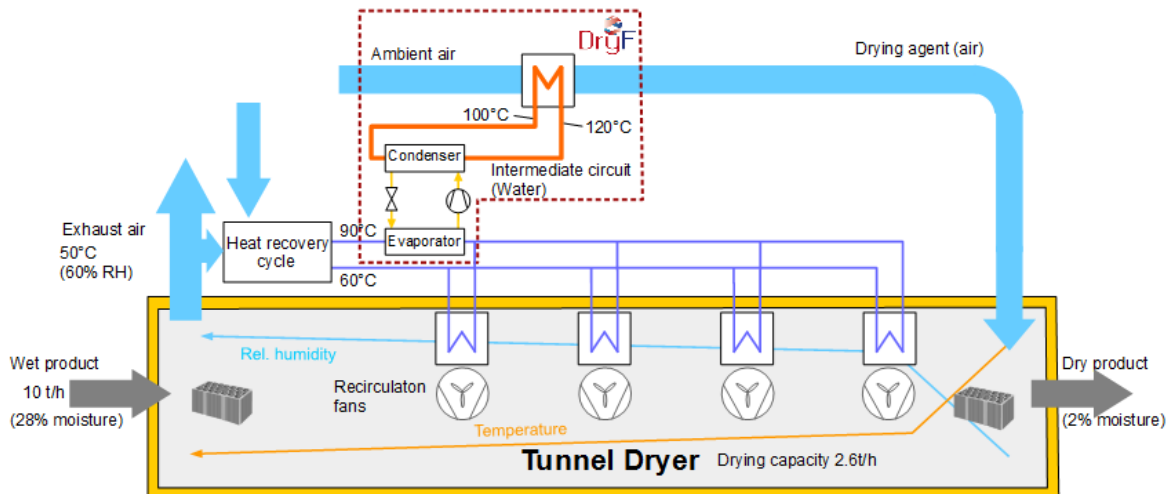 DryF
Ambient air
Drying agent (air)
100°C
120°C
Condenser
Intermediate circuit
(Water)
Exhaust air
50°C
(60% RH)
Heat recovery
cycle
90°C
Evaporator
60°C
Rel. humidity
Wet product
10 t/h
(28% moisture)
Recirculaton
fans
Dry product
(2% moisture)
Temperature
Tunnel Dryer
Drying capacity 2.6t/h